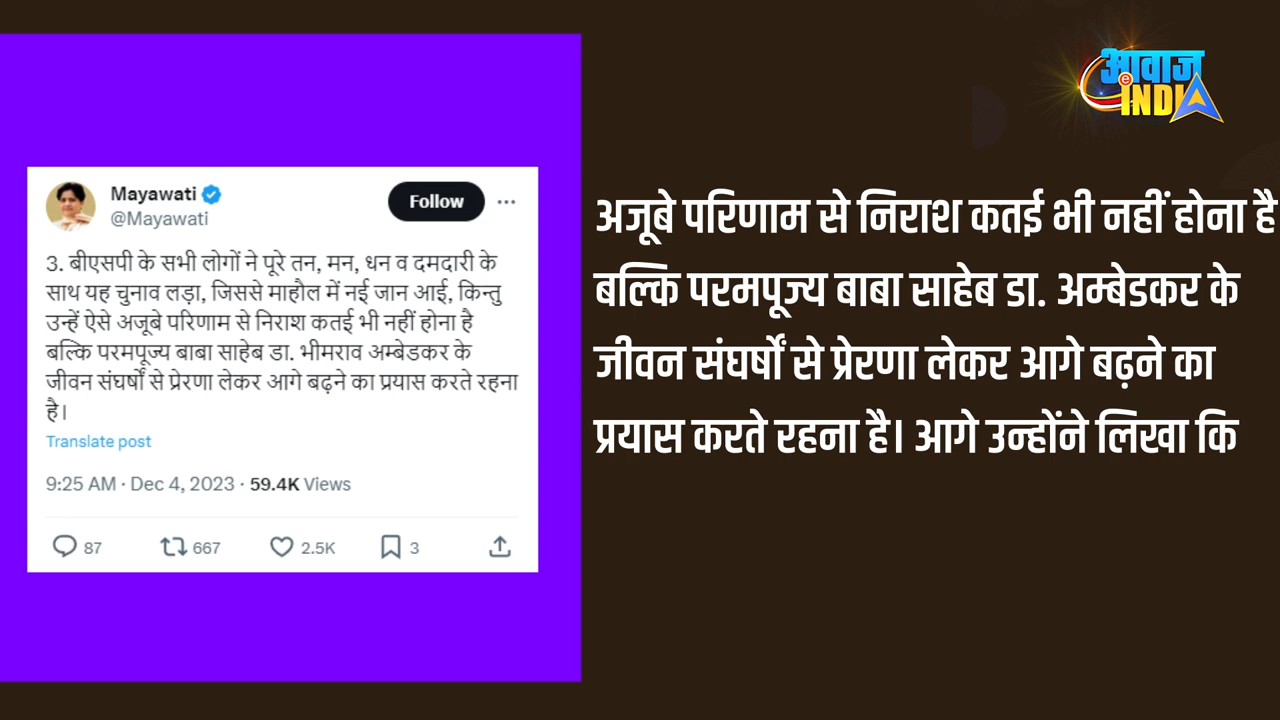 आवाज
e
INDIA
Mayawati
@Mayawati
Follow
3. बीएसपी के सभी लोगों ने पूरे तन, मन, धन व दमदारी के
साथ यह चुनाव लड़ा, जिससे माहौल में नई जान आई, किन्तु
उन्हें ऐसे अजूबे परिणाम से निराश कतई भी नहीं होना है
बल्कि परमपूज्य बाबा साहेब डा. भीमराव अम्बेडकर के
जीवन संघर्षों से प्रेरणा लेकर आगे बढ़ने का प्रयास करते रहना
है।
Translate post
9:25 AM · Dec 4, 2023 · 59.4K Views
87 667 2.5K 3
अजूबे परिणाम से निराश कतई भी नहीं होना है
बल्कि परमपूज्य बाबा साहेब डा. अम्बेडकर के
जीवन संघर्षों से प्रेरणा लेकर आगे बढ़ने का
प्रयास करते रहना है। आगे उन्होंने लिखा कि